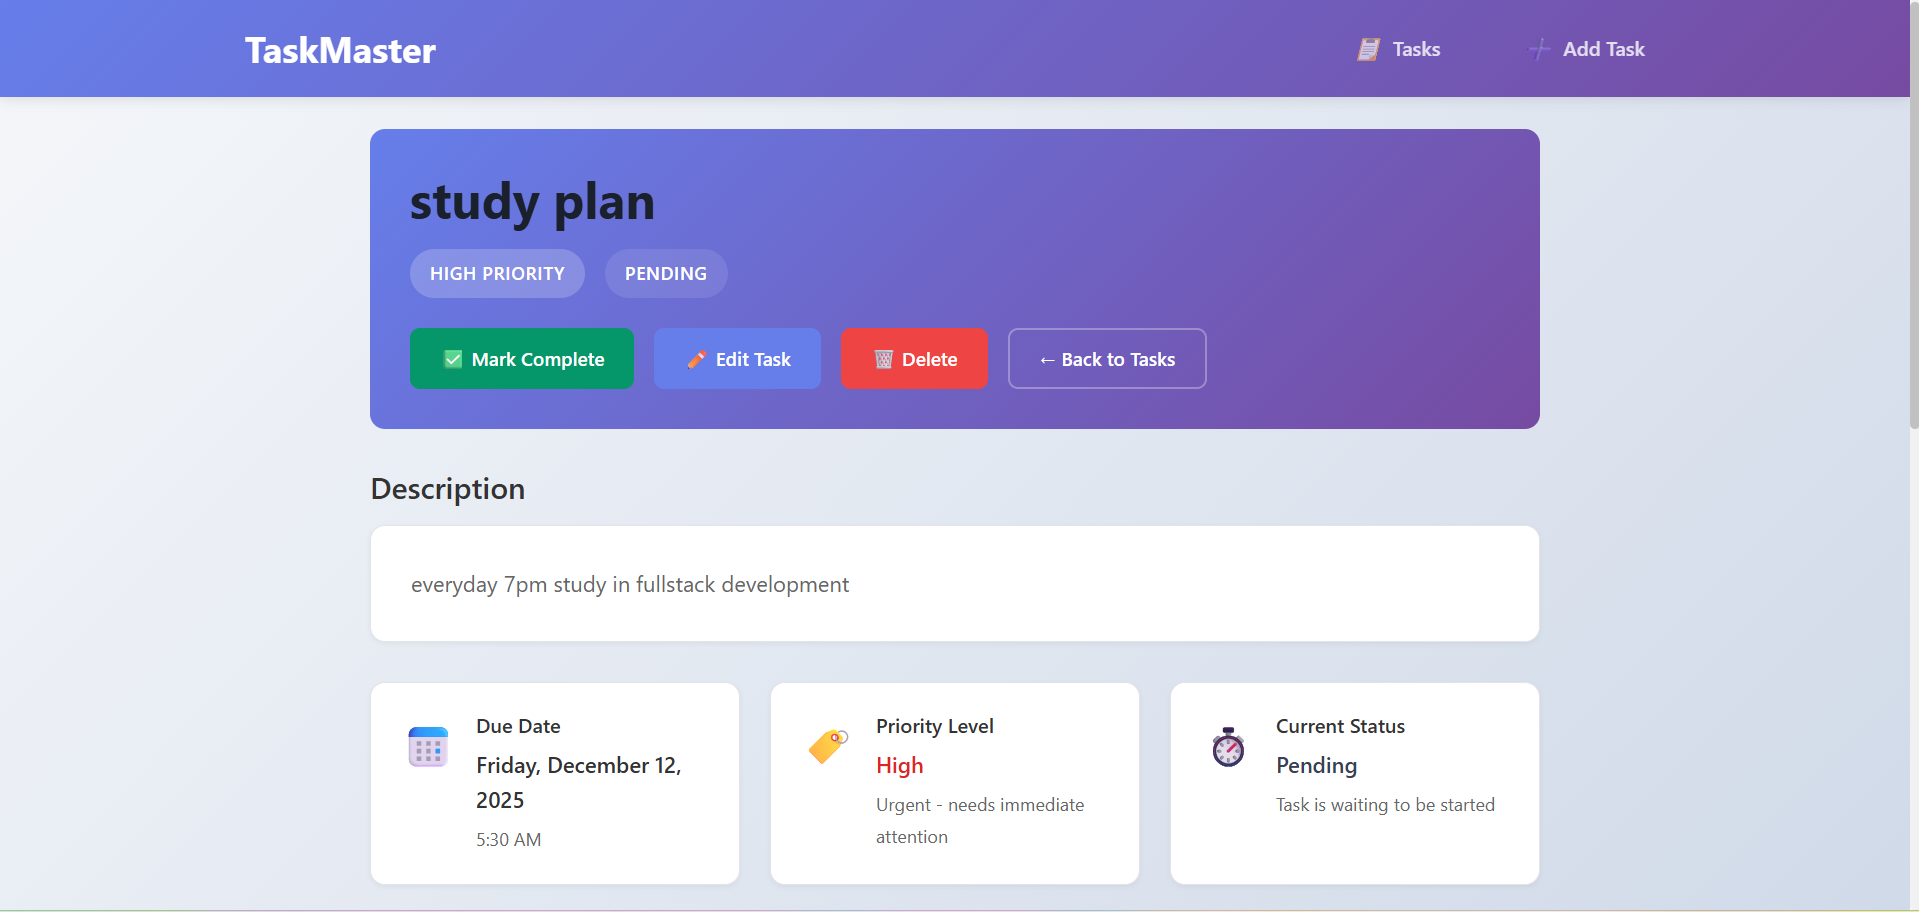 TaskMaster
Tasks
Add Task
study plan
HIGH PRIORITY
PENDING
Mark Complete
Edit Task
Delete
← Back to Tasks
Description
everyday 7pm study in fullstack development
Due Date
Friday, December 12,
2025
5:30 AM
Priority Level
High
Urgent - needs immediate
attention
Current Status
Pending
Task is waiting to be started